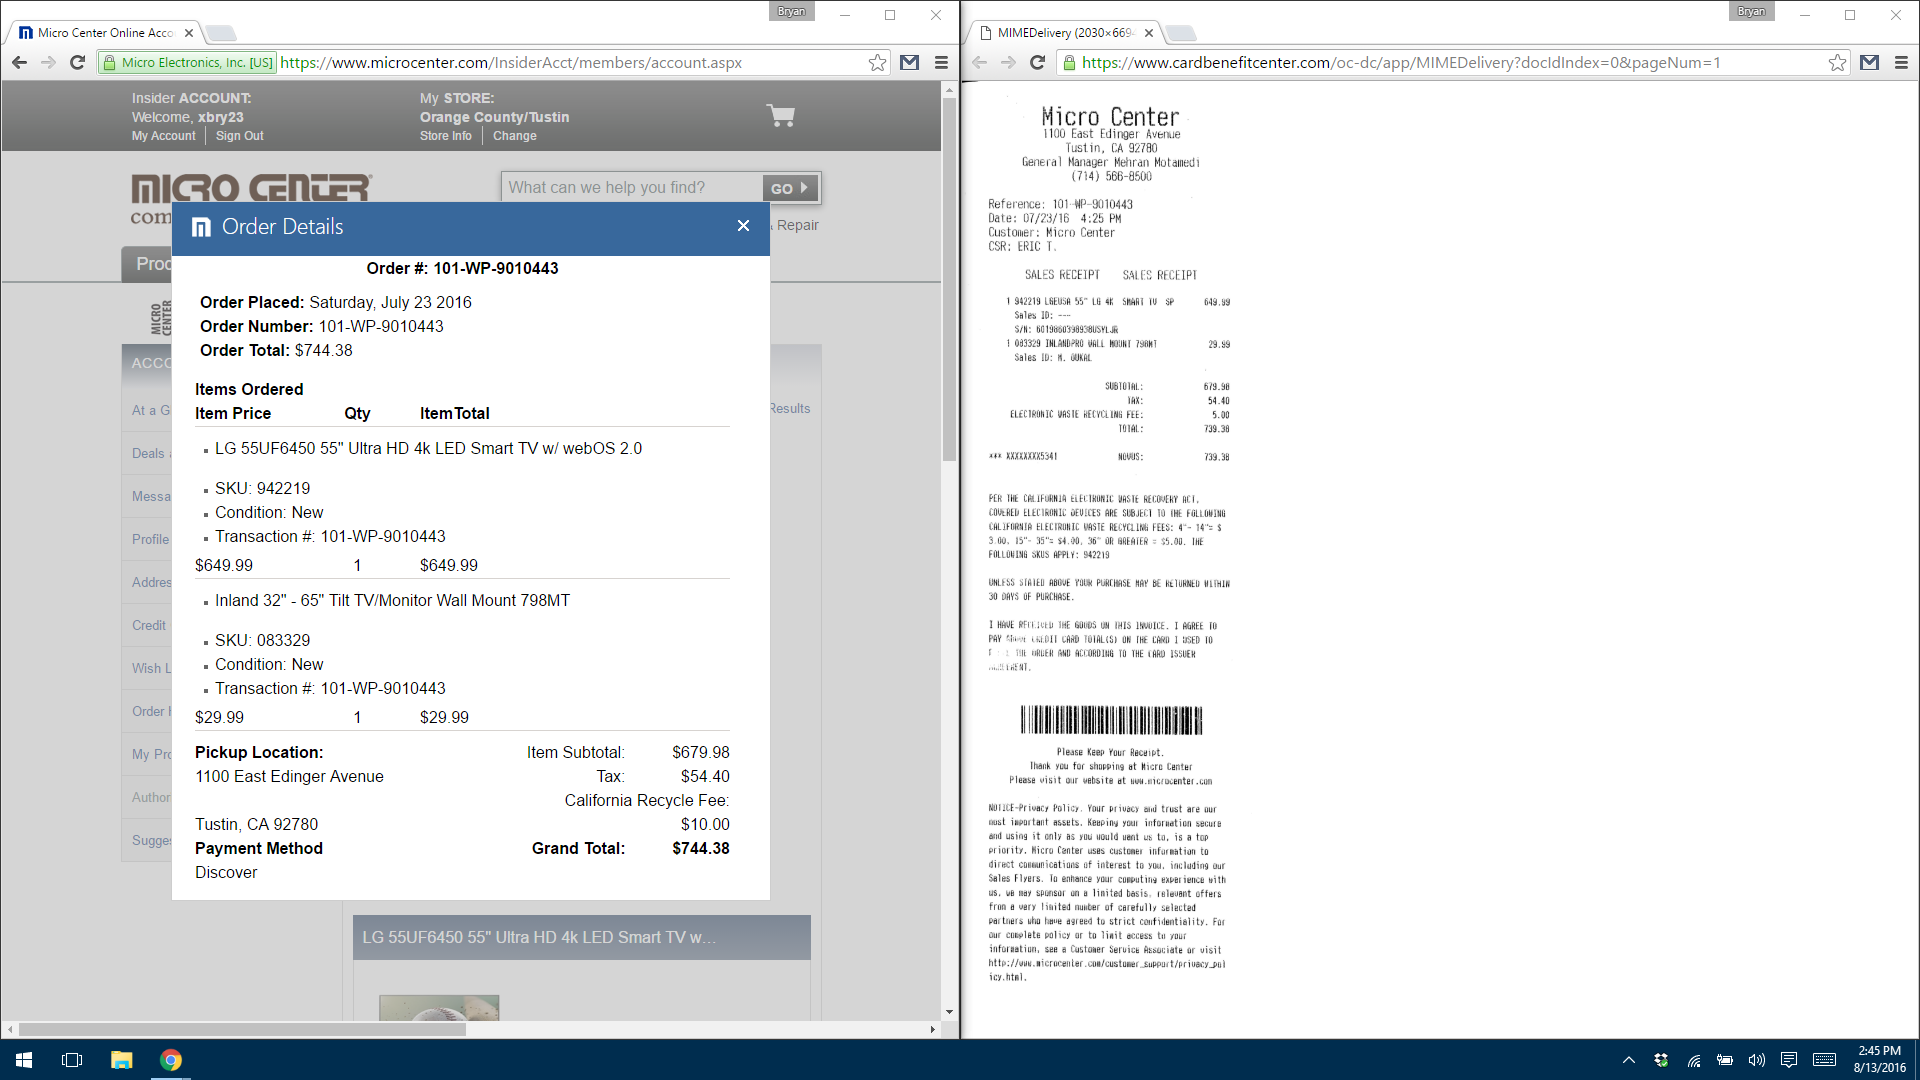 Bryan
Micro Center Online Acco
Micro Electronics, Inc. [US] https://www.microcenter.com/InsiderAcct/members/account.aspx
Insider ACCOUNT:
Welcome, xbry23
My Account | Sign Out
My STORE:
Orange County/Tustin
Store Info | Change
MICRO CENTER
com
What can we help you find?
GO
Repair
Proc
MICRO CENTER
ACCO
Results
At a G
Deals
Messa
Profile
Addres
Credit
Wish L
Order
My Pro
Author
Sugge
Order Details
Order #: 101-WP-9010443
Order Placed: Saturday, July 23 2016
Order Number: 101-WP-9010443
Order Total: $744.38
Items Ordered
Item Price Qty ItemTotal
LG 55UF6450 55" Ultra HD 4k LED Smart TV w/ webOS 2.0
SKU: 942219
Condition: New
Transaction #: 101-WP-9010443
$649.99 1 $649.99
Inland 32" - 65" Tilt TV/Monitor Wall Mount 798MT
SKU: 083329
Condition: New
Transaction #: 101-WP-9010443
$29.99 1 $29.99
Pickup Location: Item Subtotal: $679.98
1100 East Edinger Avenue Tax: $54.40
California Recycle Fee:
Tustin, CA 92780 $10.00
Payment Method Grand Total: $744.38
Discover
LG 55UF6450 55" Ultra HD 4k LED Smart TV w...
Bryan
MIMEDelivery (2030×669
https://www.cardbenefitcenter.com/oc-dc/app/MIMEDelivery?docIdIndex=0&pageNum=1
Micro Center
1100 East Edinger Avenue
Tustin, CA 92780
General Manager Mehran Motamedi
(714) 566-8500
Reference: 101-WP-9010443
Date: 07/23/16 4:25 PM
Customer: Micro Center
CSR: ERIC T.
SALES RECEIPT SALES RECEIPT
1 942219 LGEUSA 55" LG 4K SMART TV SP 649.99
Sales ID: ---
S/N: 6019860398938USYLJR
1 083329 INLANDPRO WALL MOUNT 798MT 29.99
Sales ID: M. OUKAL
SUBTOTAL: 679.98
TAX: 54.40
ELECTRONIC WASTE RECYCLING FEE: 5.00
TOTAL: 739.38
*** XXXXXXXX5341 NOVUS: 739.38
PER THE CALIFORNIA ELECTRONIC WASTE RECOVERY ACT,
COVERED ELECTRONIC DEVICES ARE SUBJECT TO THE FOLLOWING
CALIFORNIA ELECTRONIC WASTE RECYCLING FEES: 4"- 14"= $
3.00, 15"- 35"= $4.00, 36" OR GREATER = $5.00. THE
FOLLOWING SKUS APPLY: 942219
UNLESS STATED ABOVE YOUR PURCHASE MAY BE RETURNED WITHIN
30 DAYS OF PURCHASE.
I HAVE RECEIVED THE GOODS ON THIS INVOICE. I AGREE TO
PAY ABOVE CREDIT CARD TOTAL(S) ON THE CARD I USED TO
THE ORDER AND ACCORDING TO THE CARD ISSUER
Please Keep Your Receipt.
Thank you for shopping at Micro Center
Please visit our website at www.microcenter.com
NOTICE-Privacy Policy. Your privacy and trust are our
most important assets. Keeping your information secure
and using it only as you would want us to, is a top
priority. Micro Center uses customer information to
direct communications of interest to you, including our
Sales Flyers. To enhance your computing experience with
us, we may sponsor on a limited basis, relevant offers
from a very limited number of carefully selected
partners who have agreed to strict confidentiality. For
our complete policy or to limit access to your
information, see a Customer Service Associate or visit
http://www.microcenter.com/customer_support/privacy_pol
icy.html.
2:45 PM
8/13/2016